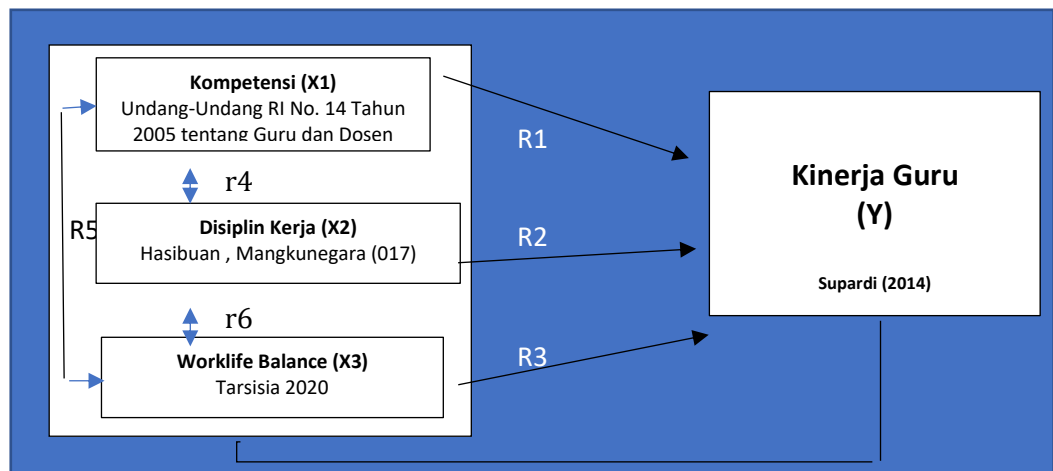 Kompetensi (X1)
Undang-Undang RI No. 14 Tahun
2005 tentang Guru dan Dosen
r4
R5
Disiplin Kerja (X2)
Hasibuan , Mangkunegara (017)
r6
Worklife Balance (X3)
Tarsisia 2020
R1
R2
R3
Kinerja Guru
(Y)
Supardi (2014)